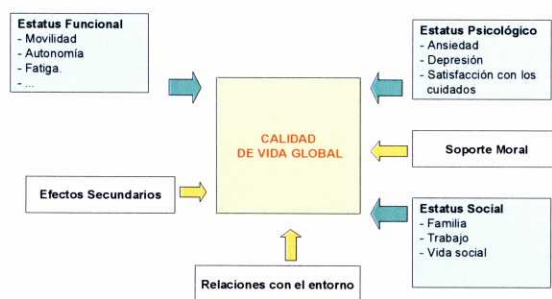 Estatus Funcional
- Movilidad
- Autonomía
- Fatiga.
- ...
Estatus Psicológico
- Ansiedad
- Depresión
- Satisfacción con los
cuidados
CALIDAD
DE VIDA GLOBAL
Soporte Moral
Efectos Secundarios
Estatus Social
- Familia
- Trabajo
- Vida social
Relaciones con el entorno